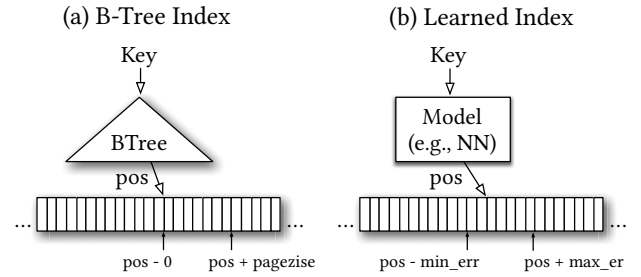 (a) B-Tree Index
(b) Learned Index
Key
Key
BTree
Model
(e.g., NN)
pos
pos
...
...
...
...
pos - 0
pos + pagezise
pos - min_err
pos + max_er